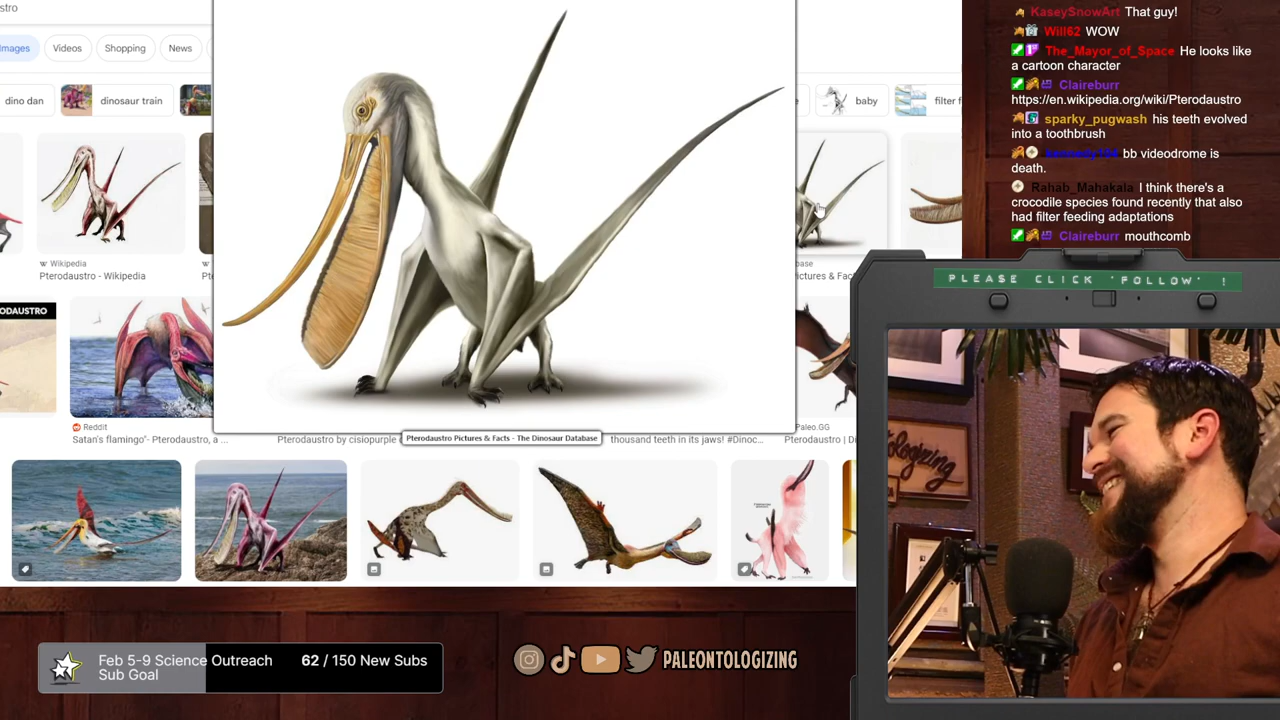 stro
Images
Videos
Shopping
News
dino dan
dinosaur train
baby
filter f
Wikipedia
Pterodaustro - Wikipedia
ODAUSTRO
Reddit
Satan's flamingo"- Pterodaustro, a ...
Pterodaustro by cisiopurple
Pterodaustro Pictures & Facts - The Dinosaur Database
thousand teeth in its jaws! #Dinoc...
Paleo.GG
Pterodaustro | Di
base
ictures & Fac
KaseySnowArt That guy!
Will62 WOW
The_Mayor_of_Space He looks like
a cartoon character
Claireburr
https://en.wikipedia.org/wiki/Pterodaustro
sparky_pugwash his teeth evolved
into a toothbrush
bb videodrome is
death.
Rahab_Mahakala I think there's a
crocodile species found recently that also
had filter feeding adaptations
Claireburr mouthcomb
PLEASE CLICK 'FOLLOW' !
ologizing
Feb 5-9 Science Outreach
Sub Goal
62 / 150 New Subs
PALEONTOLOGIZING